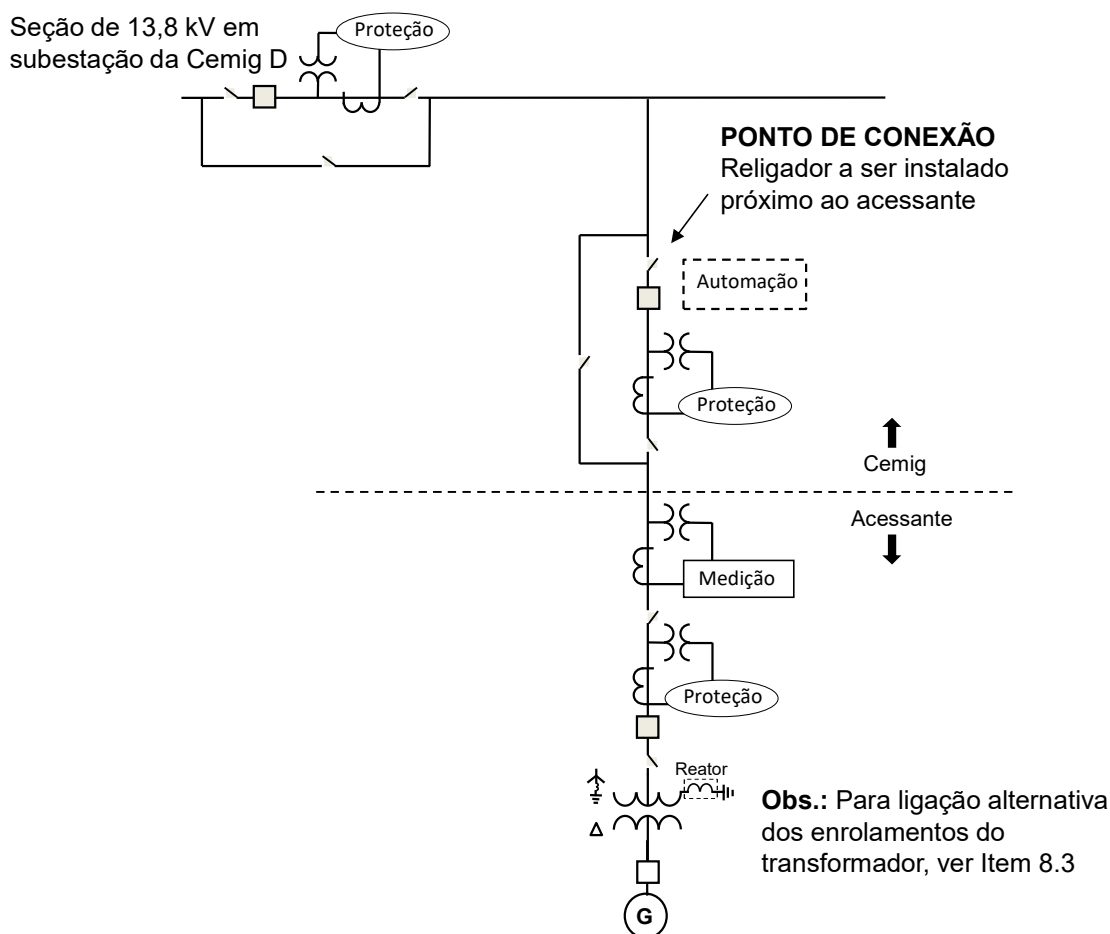 Seção de 13,8 kV em
subestação da Cemig D
Proteção
PONTO DE CONEXÃO
Religador a ser instalado
próximo ao acessante
Automação
Proteção
Cemig
Acessante
Medição
Proteção
Reator
Obs.: Para ligação alternativa
dos enrolamentos do
transformador, ver Item 8.3
G